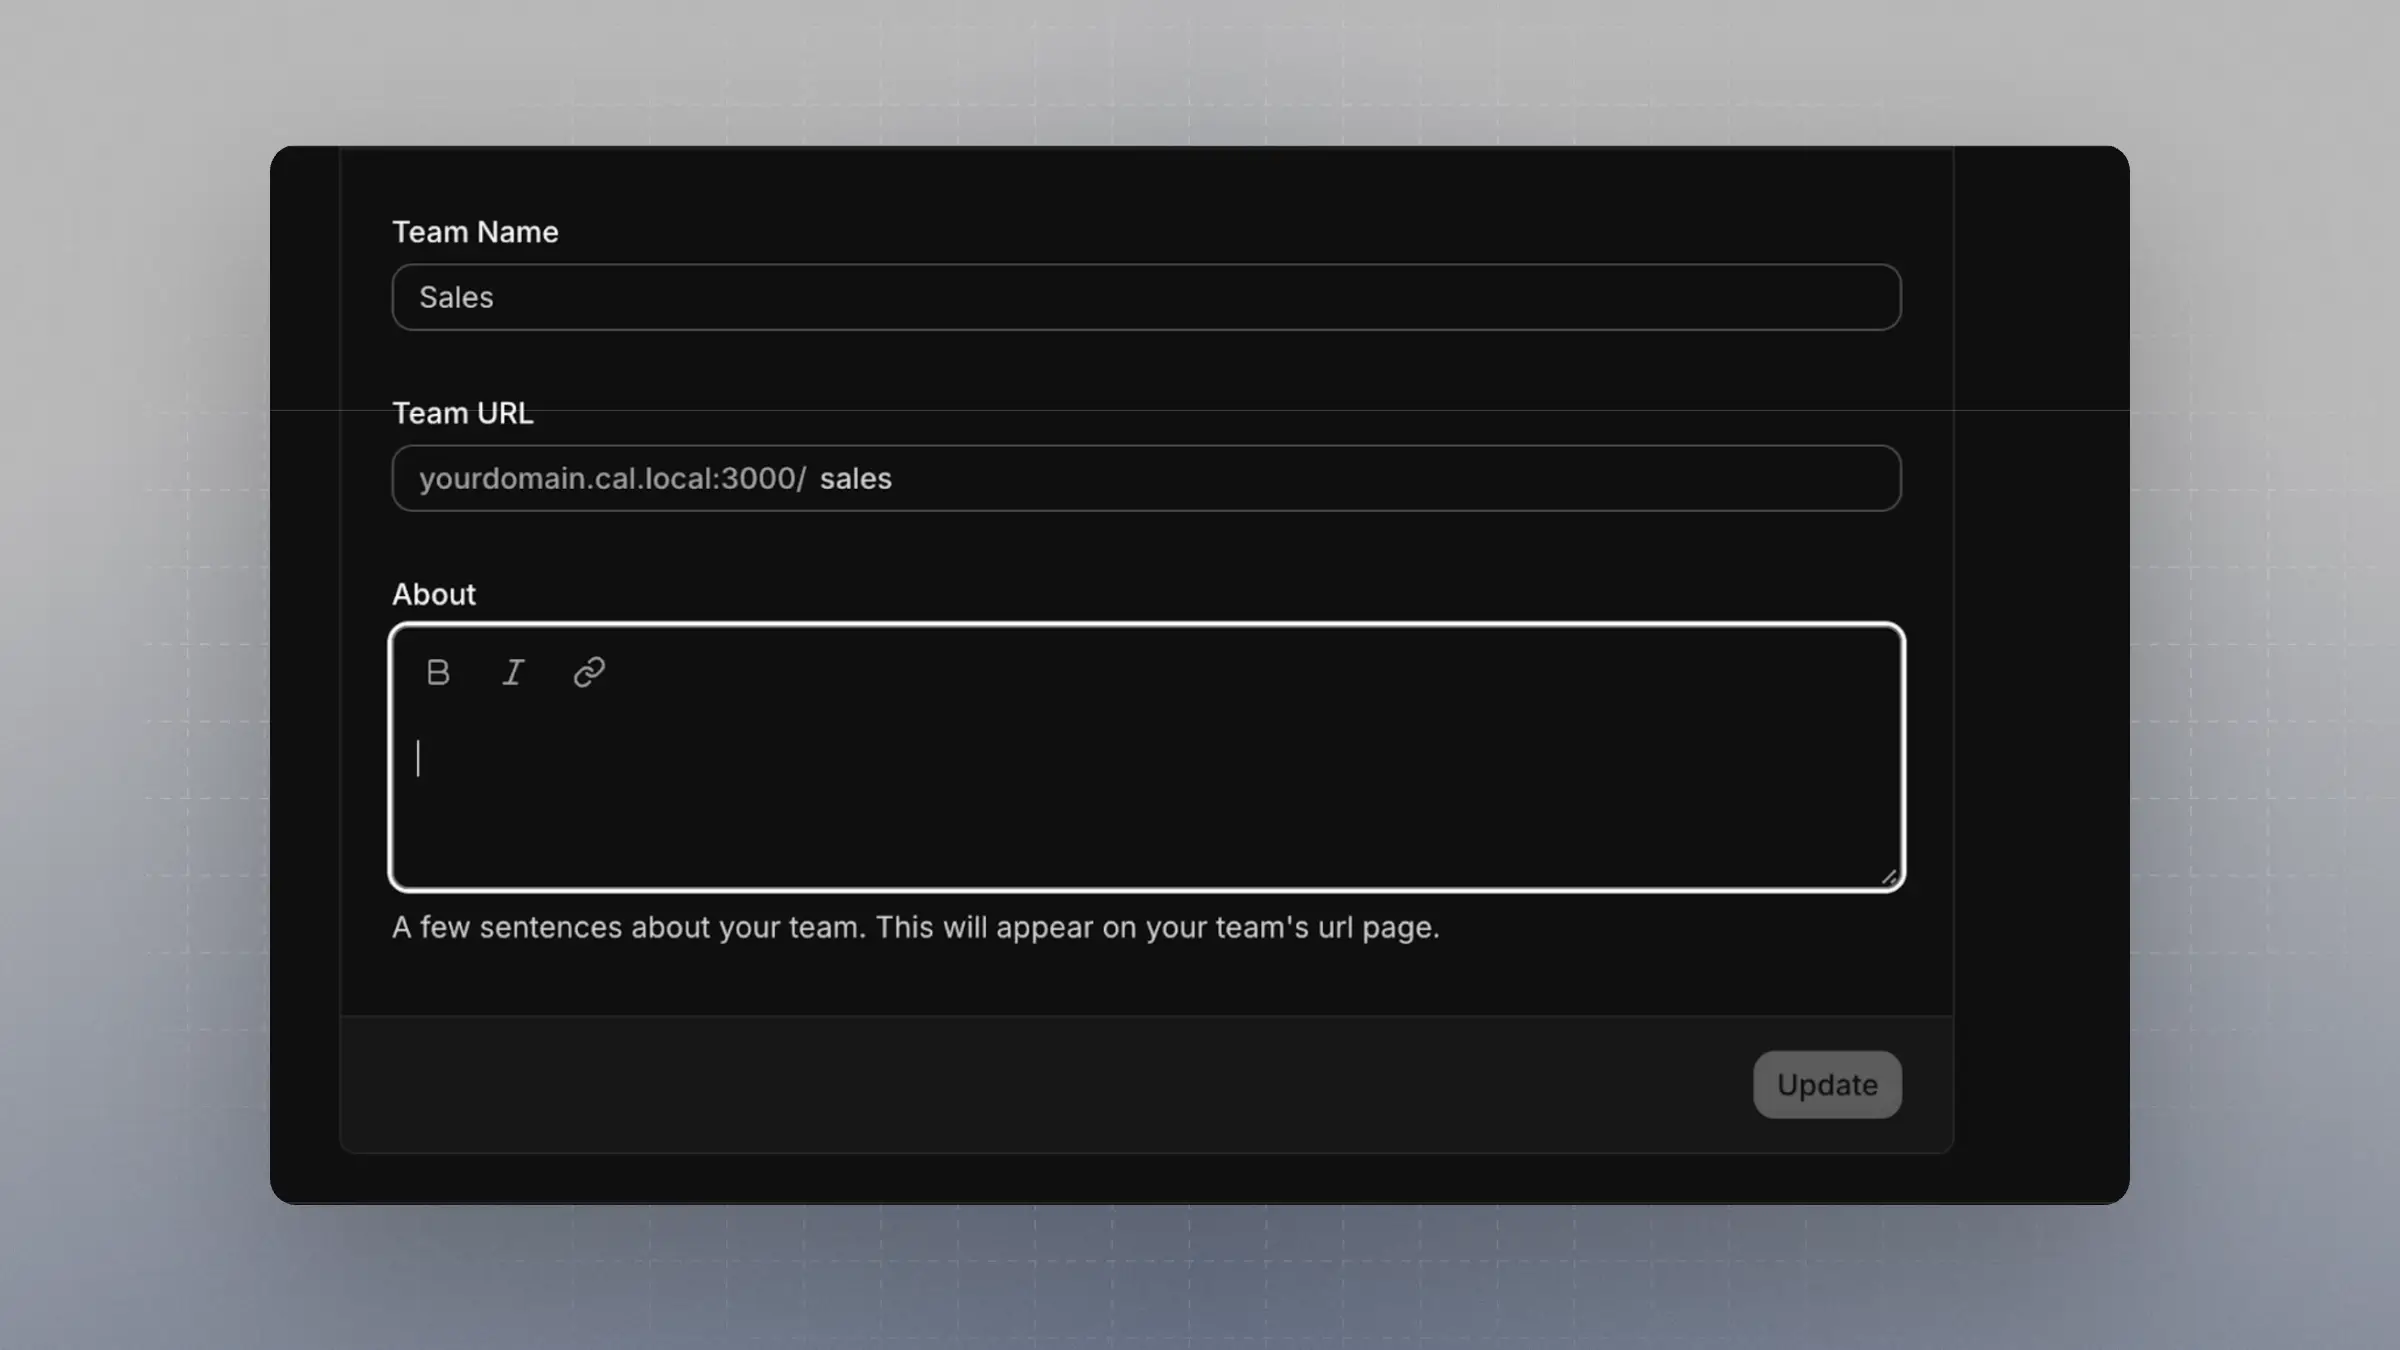 Team Name
Sales
Team URL
yourdomain.cal.local:3000/ sales
About
B I
A few sentences about your team. This will appear on your team's url page.
Update